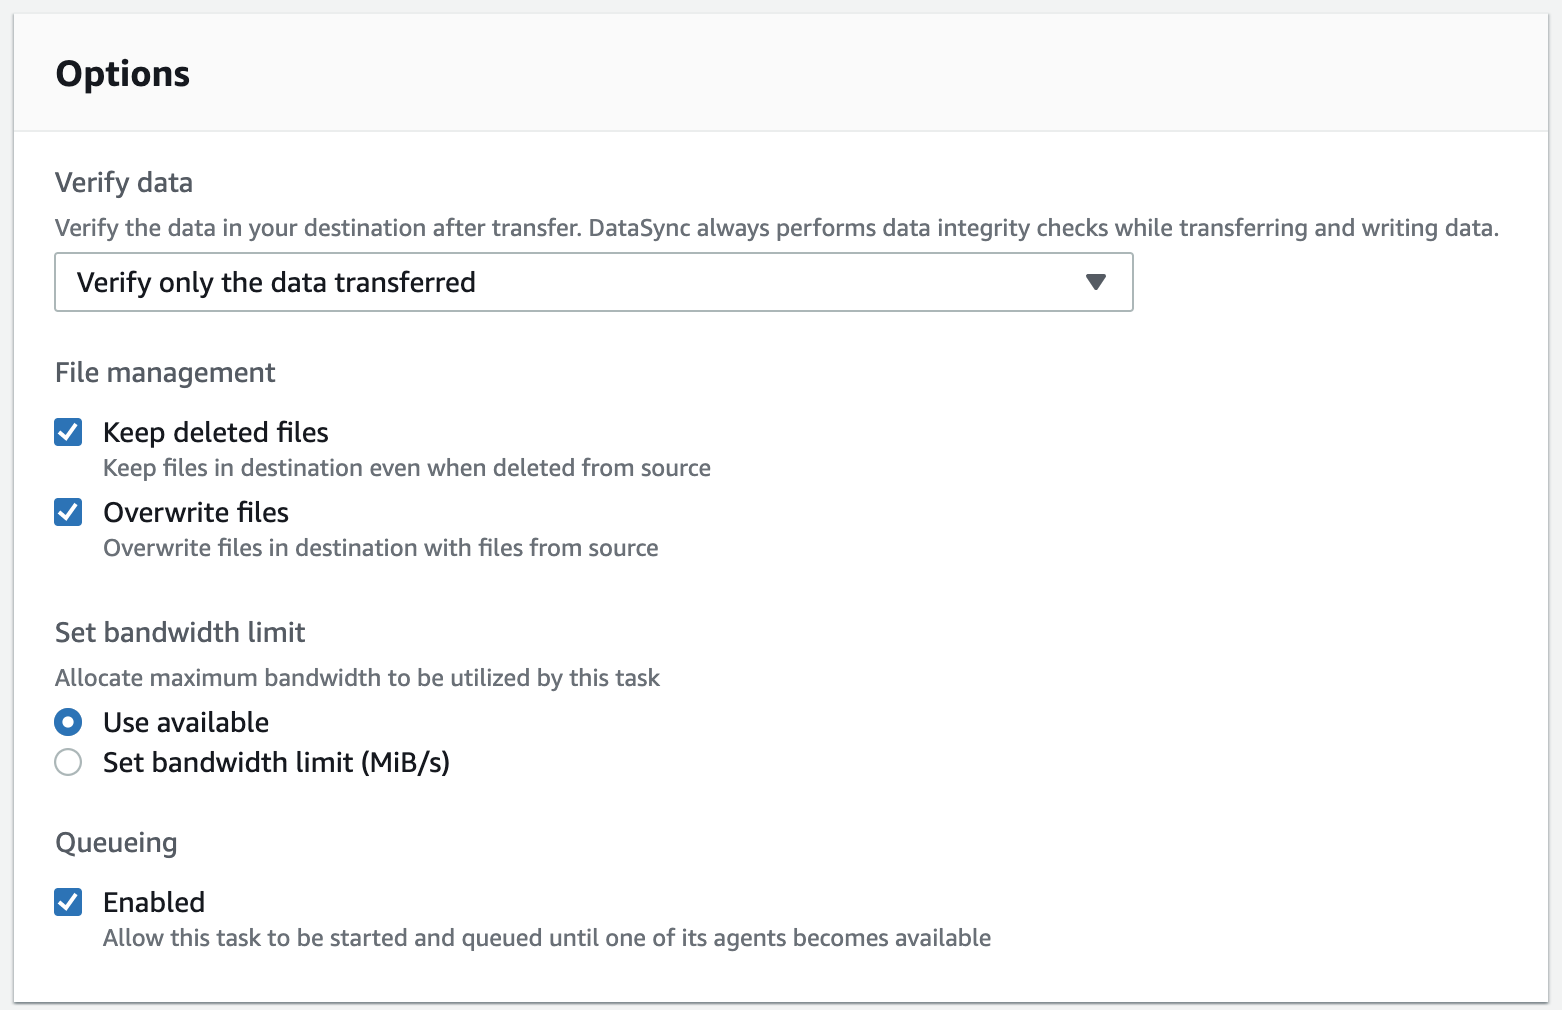 Options
Verify data
Verify the data in your destination after transfer. DataSync always performs data integrity checks while transferring and writing data.
Verify only the data transferred
File management
Keep deleted files
Keep files in destination even when deleted from source
Overwrite files
Overwrite files in destination with files from source
Set bandwidth limit
Allocate maximum bandwidth to be utilized by this task
Use available
Set bandwidth limit (MiB/s)
Queueing
Enabled
Allow this task to be started and queued until one of its agents becomes available